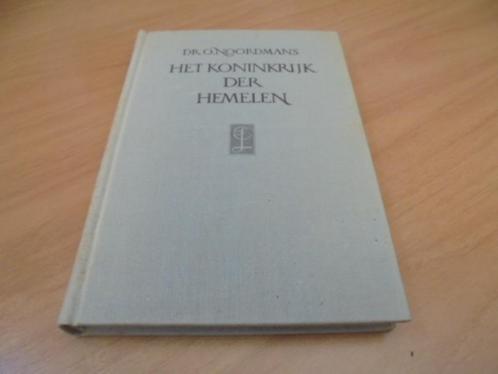 DR. O. NOORDMANS
HET KONINKRIJK
DER
HEMELEN